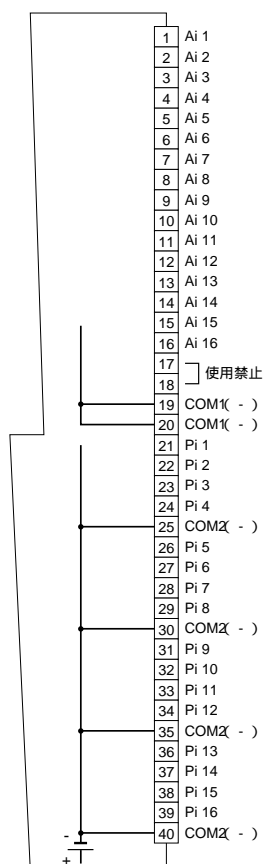 1 Ai 1
2 Ai 2
3 Ai 3
4 Ai 4
5 Ai 5
6 Ai 6
7 Ai 7
8 Ai 8
9 Ai 9
10 Ai 10
11 Ai 11
12 Ai 12
13 Ai 13
14 Ai 14
15 Ai 15
16 Ai 16
17
使用禁止
18
19 COM1( - )
20 COM1( - )
21 Pi 1
22 Pi 2
23 Pi 3
24 Pi 4
25 COM2( - )
26 Pi 5
27 Pi 6
28 Pi 7
29 Pi 8
30 COM2( - )
31 Pi 9
32 Pi 10
33 Pi 11
34 Pi 12
35 COM2( - )
36 Pi 13
37 Pi 14
38 Pi 15
39 Pi 16
- 40 COM2( - )
+